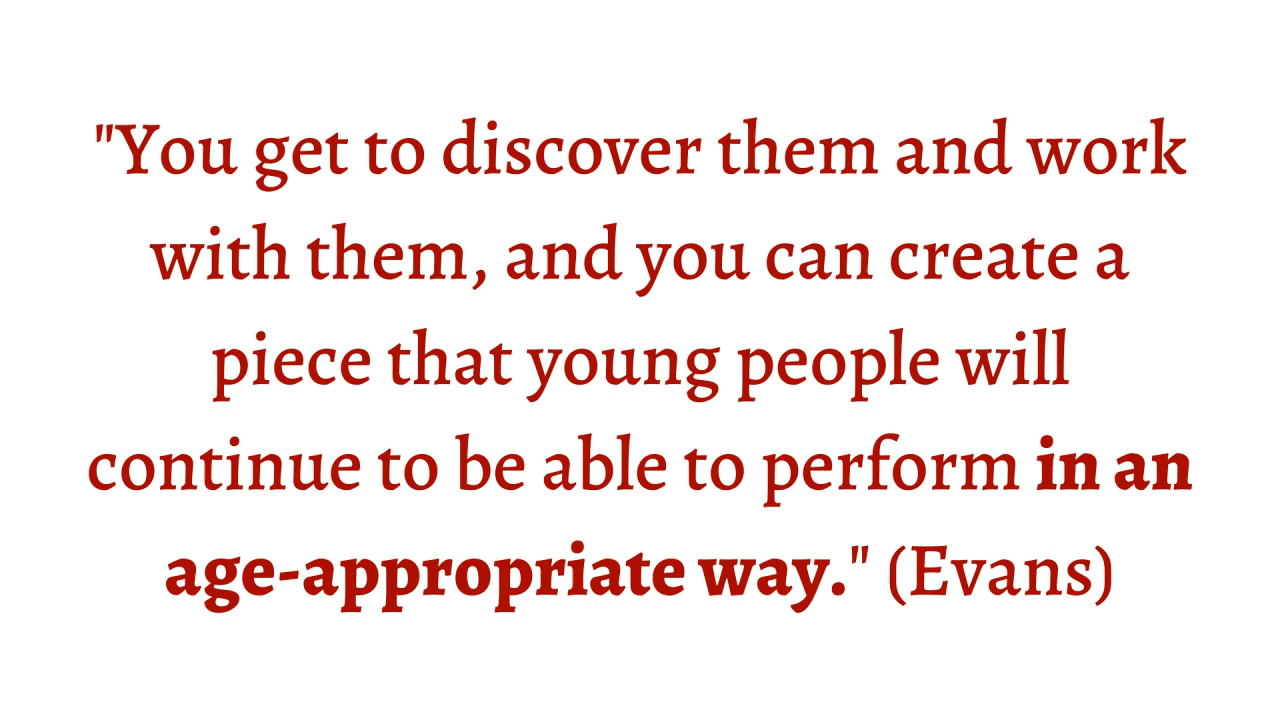 "You get to discover them and work
with them, and you can create a
piece that young people will
continue to be able to perform in an
age-appropriate way." (Evans)